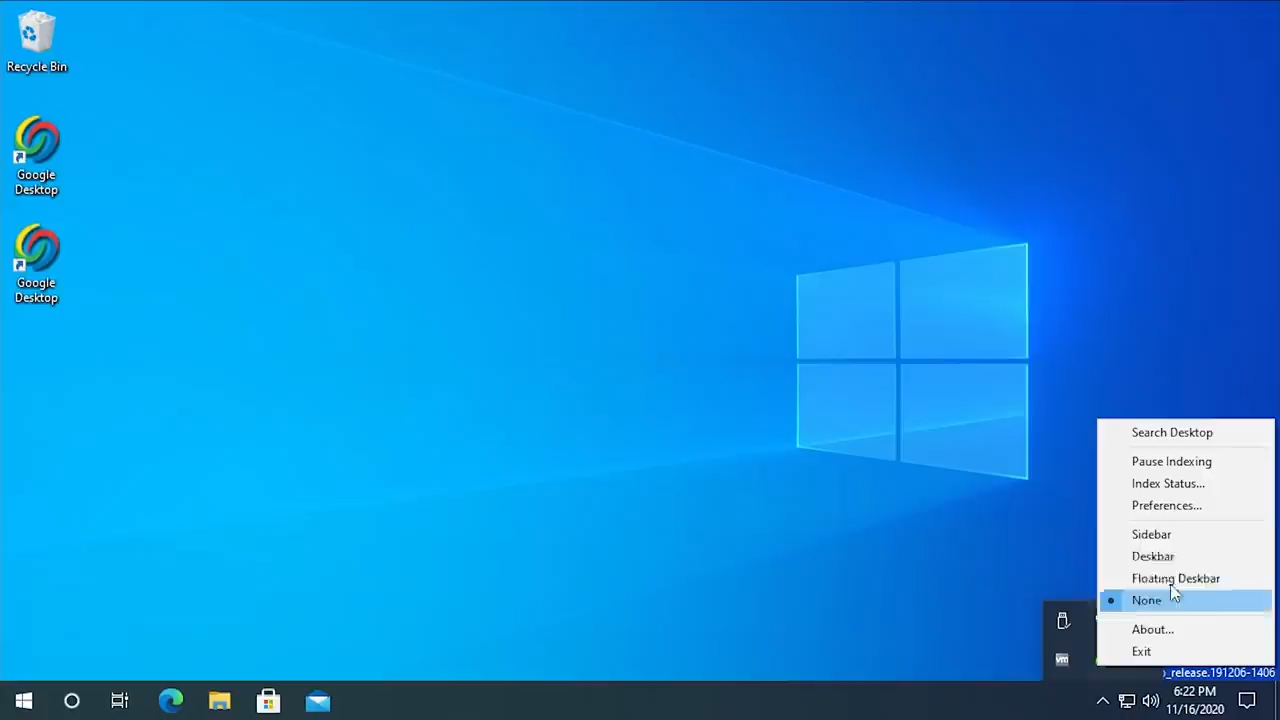 Recycle Bin
Google
Desktop
Google
Desktop
Search Desktop
Pause Indexing
Index Status...
Preferences...
Sidebar
Deskbar
Floating Deskbar
None
About...
Exit
vm
_release.191206-1406
6:22 PM
11/16/2020